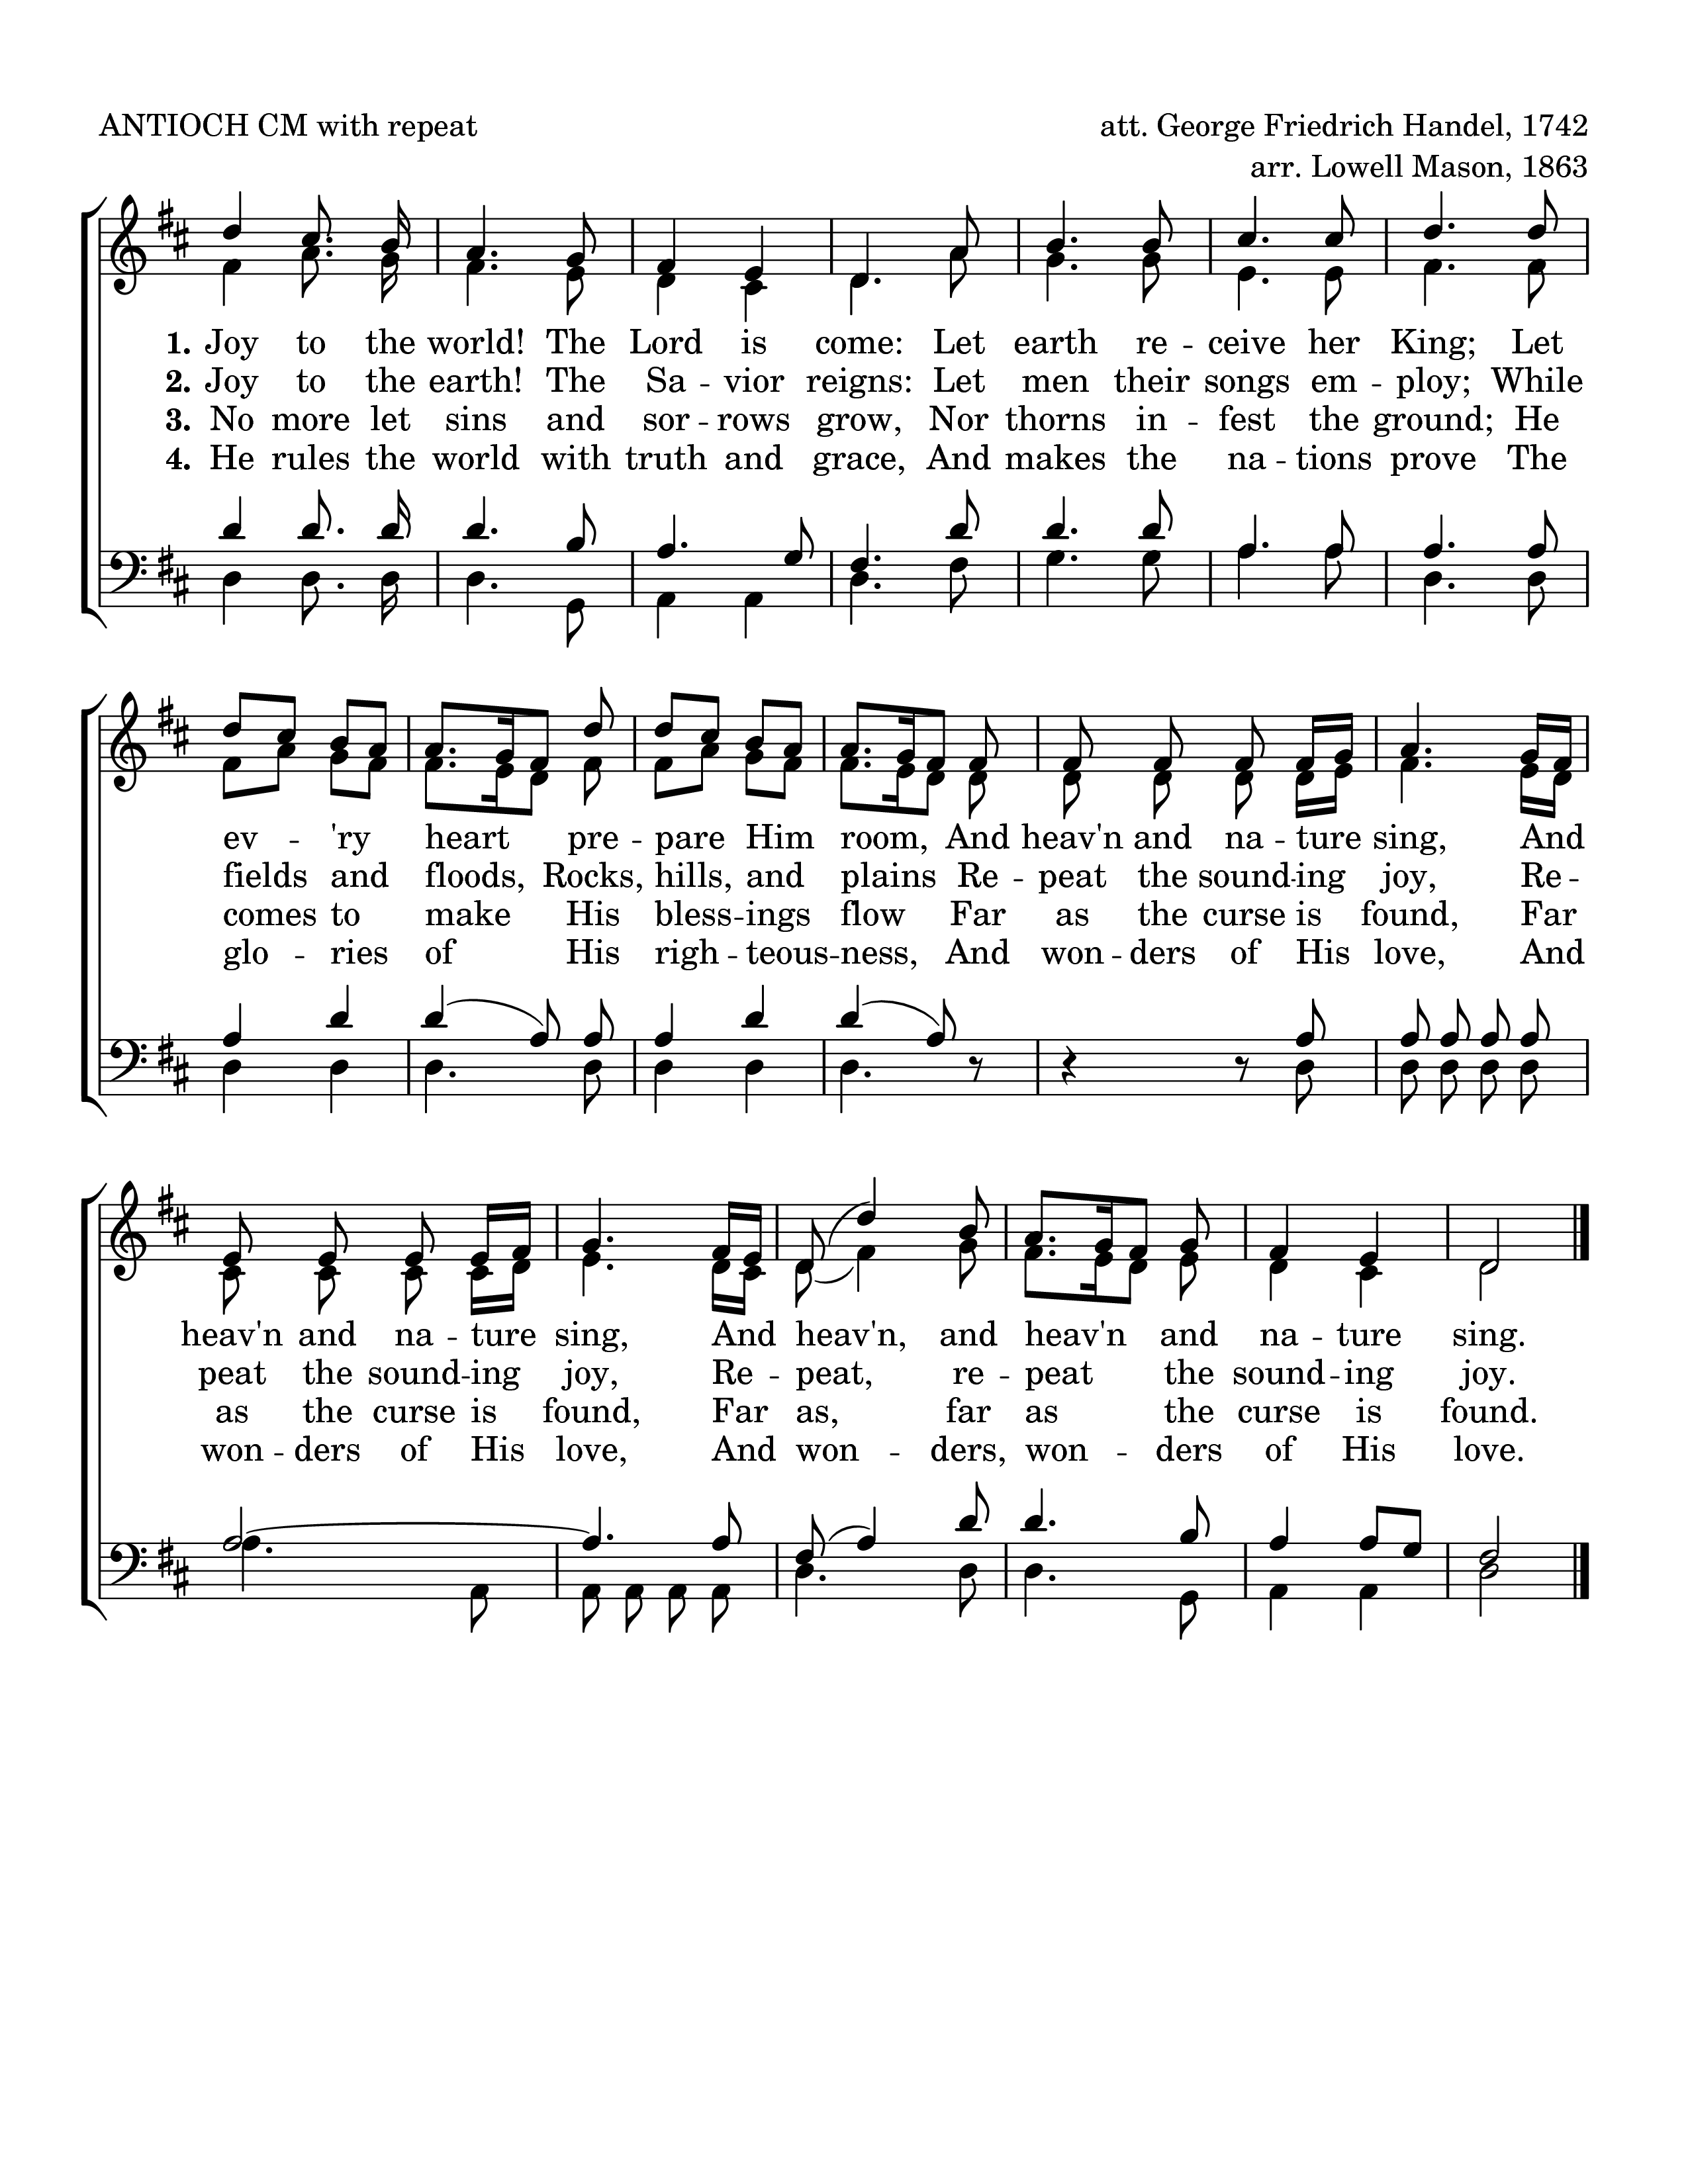 ANTIOCH CM with repeat
att. George Friedrich Handel, 1742
arr. Lowell Mason, 1863
1. Joy to the world! The Lord is come: Let earth re -- ceive her King; Let
2. Joy to the earth! The Sa -- vior reigns: Let men their songs em -- ploy; While
3. No more let sins and sor -- rows grow, Nor thorns in -- fest the ground; He
4. He rules the world with truth and grace, And makes the na -- tions prove The
ev -- 'ry heart pre -- pare Him room, And heav'n and na -- ture sing, And
fields and floods, Rocks, hills, and plains Re -- peat the sound -- ing joy, Re --
comes to make His bless -- ings flow Far as the curse is found, Far
glo -- ries of His righ -- teous -- ness, And won -- ders of His love, And
heav'n and na -- ture sing, And heav'n, and heav'n and na -- ture sing.
peat the sound -- ing joy, Re -- peat, re -- peat the sound -- ing joy.
as the curse is found, Far as, far as the curse is found.
won -- ders of His love, And won -- ders, won -- ders of His love.